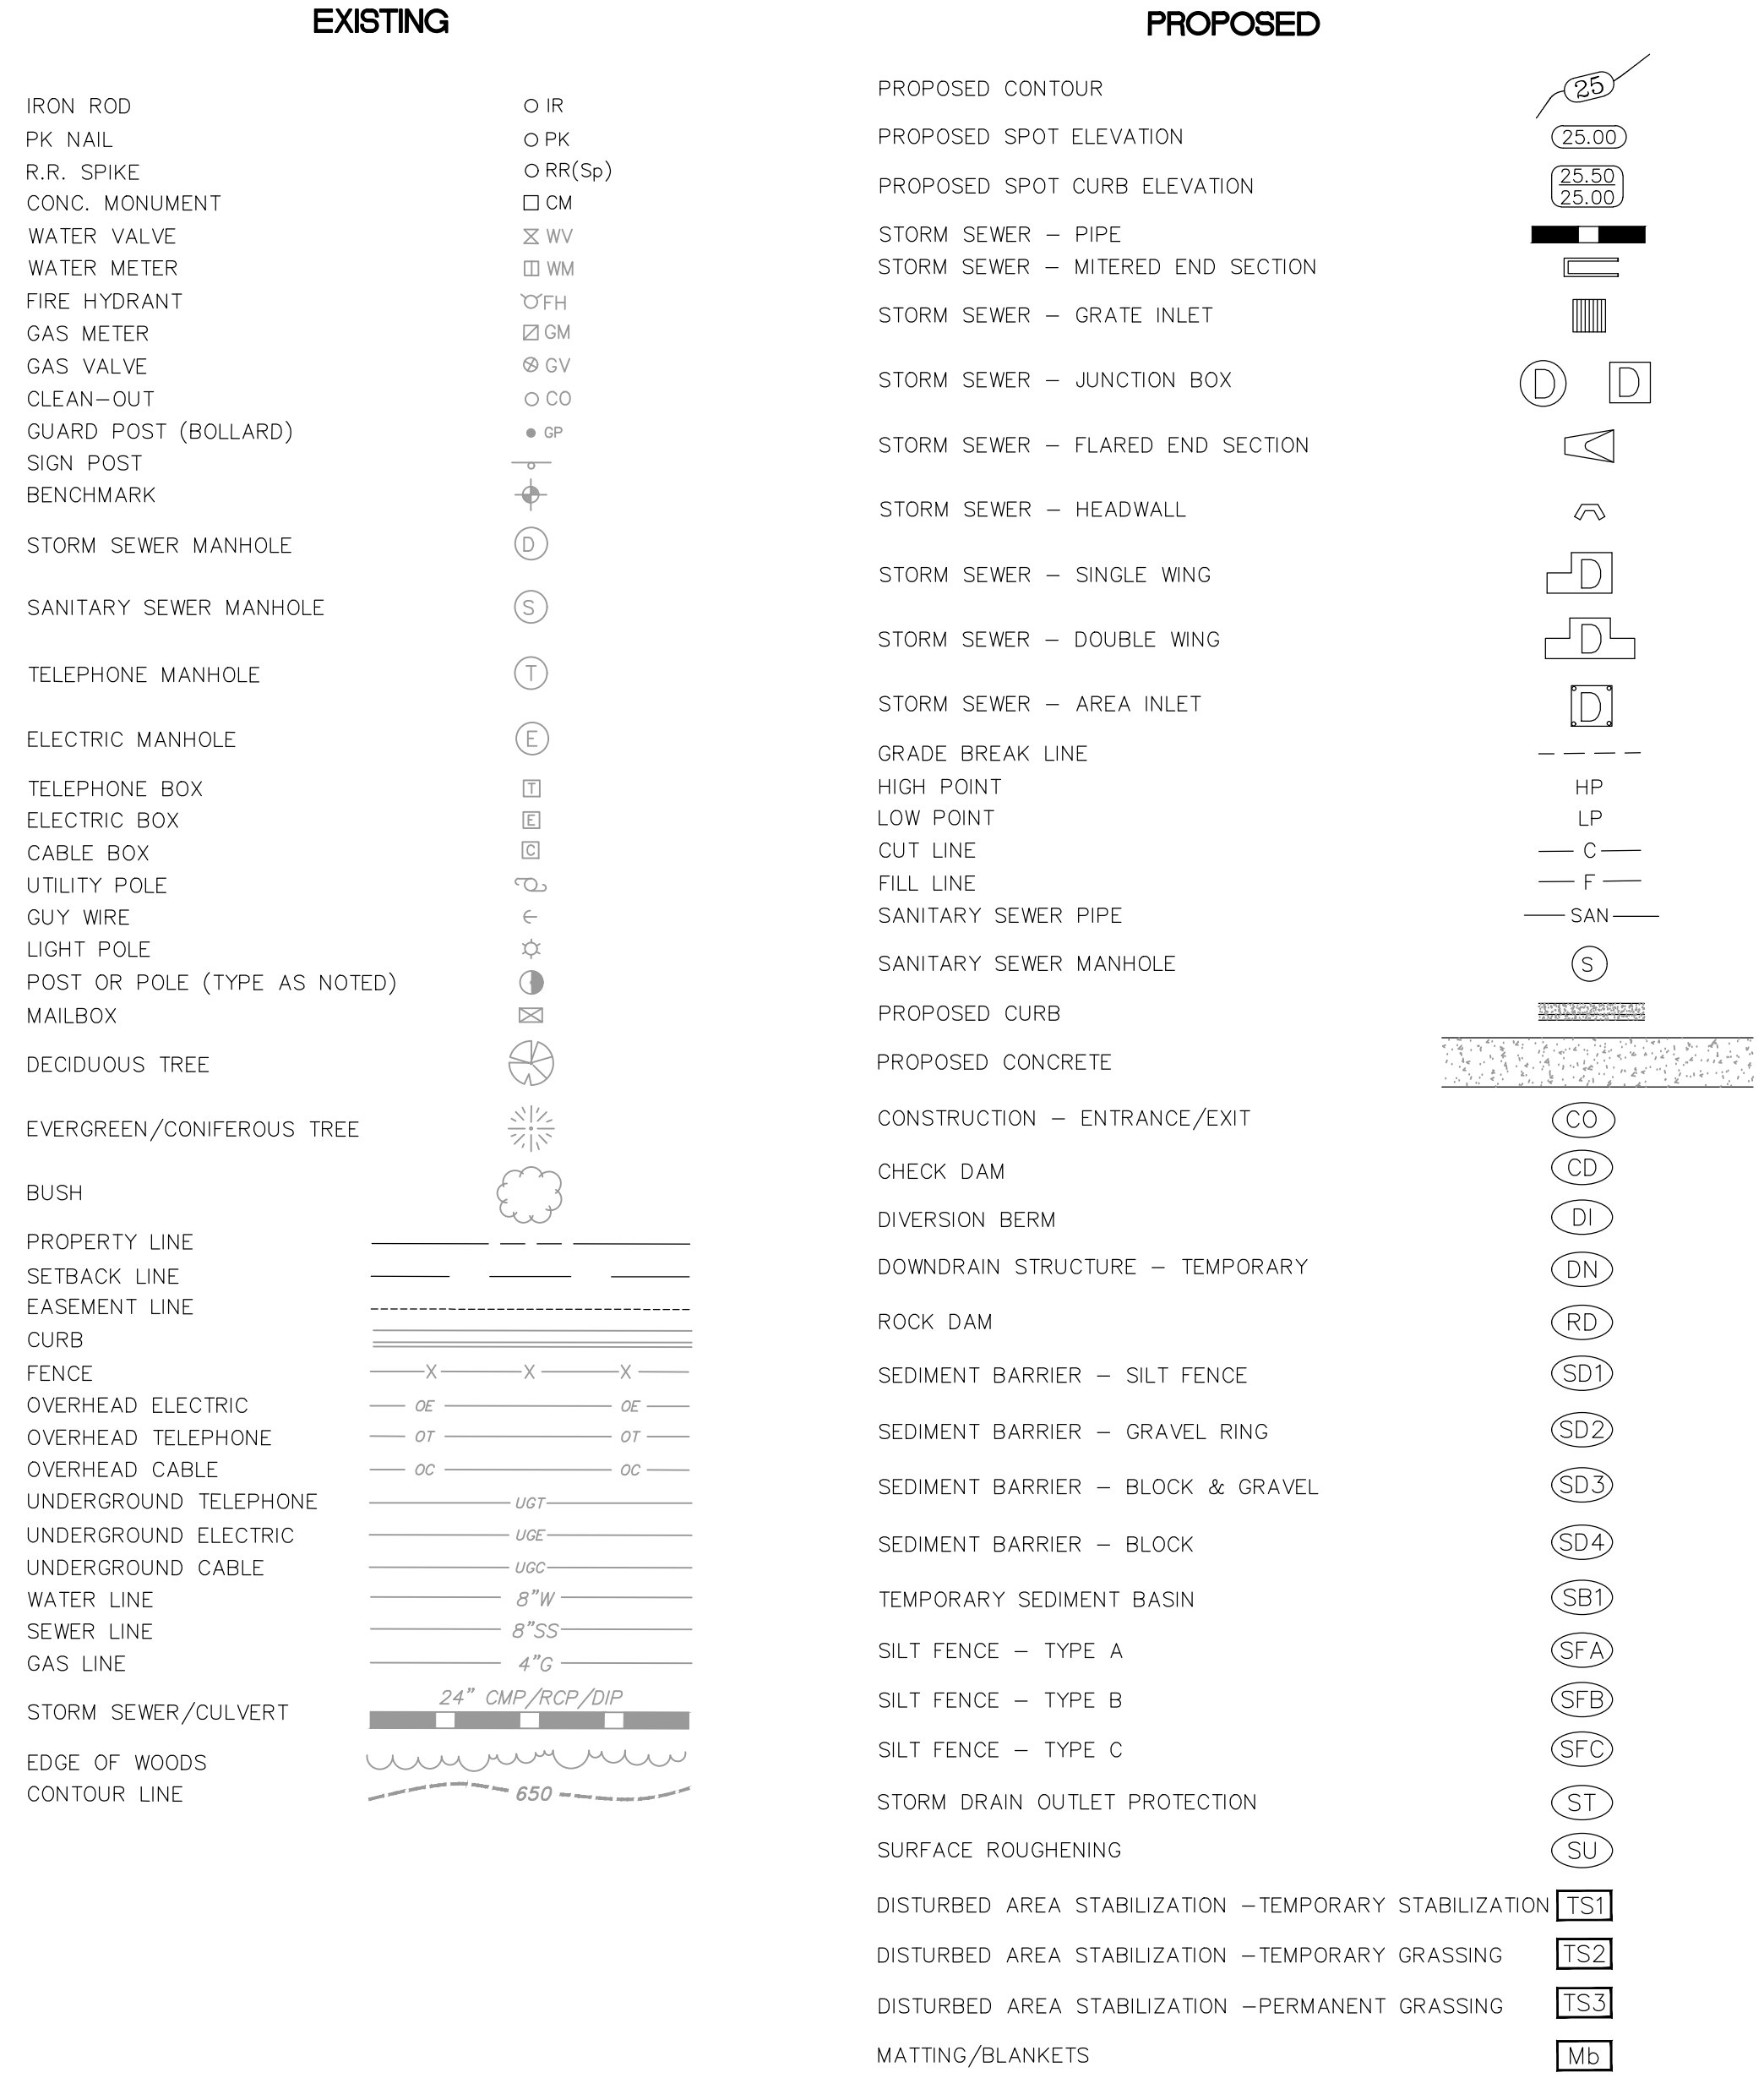 EXISTING
IRON ROD IR
PK NAIL PK
R.R. SPIKE RR(Sp)
CONC. MONUMENT CM
WATER VALVE WV
WATER METER WM
FIRE HYDRANT FH
GAS METER GM
GAS VALVE GV
CLEAN-OUT CO
GUARD POST (BOLLARD) GP
SIGN POST
BENCHMARK
STORM SEWER MANHOLE D
SANITARY SEWER MANHOLE S
TELEPHONE MANHOLE T
ELECTRIC MANHOLE E
TELEPHONE BOX T
ELECTRIC BOX E
CABLE BOX C
UTILITY POLE
GUY WIRE
LIGHT POLE
POST OR POLE (TYPE AS NOTED)
MAILBOX
DECIDUOUS TREE
EVERGREEN/CONIFEROUS TREE
BUSH
PROPERTY LINE
SETBACK LINE
EASEMENT LINE
CURB
FENCE X X X
OVERHEAD ELECTRIC OE OE
OVERHEAD TELEPHONE OT OT
OVERHEAD CABLE OC OC
UNDERGROUND TELEPHONE UGT
UNDERGROUND ELECTRIC UGE
UNDERGROUND CABLE UGC
WATER LINE 8"W
SEWER LINE 8"SS
GAS LINE 4"G
24" CMP/RCP/DIP
STORM SEWER/CULVERT
EDGE OF WOODS
CONTOUR LINE 650
PROPOSED
PROPOSED CONTOUR 25
PROPOSED SPOT ELEVATION 25.00
PROPOSED SPOT CURB ELEVATION 25.50
25.00
STORM SEWER - PIPE
STORM SEWER - MITERED END SECTION
STORM SEWER - GRATE INLET
STORM SEWER - JUNCTION BOX D D
STORM SEWER - FLARED END SECTION
STORM SEWER - HEADWALL
STORM SEWER - SINGLE WING D
STORM SEWER - DOUBLE WING D
STORM SEWER - AREA INLET D
GRADE BREAK LINE
HIGH POINT HP
LOW POINT LP
CUT LINE C
FILL LINE F
SANITARY SEWER PIPE SAN
SANITARY SEWER MANHOLE S
PROPOSED CURB
PROPOSED CONCRETE
CONSTRUCTION - ENTRANCE/EXIT CO
CHECK DAM CD
DIVERSION BERM DI
DOWNDRAIN STRUCTURE - TEMPORARY DN
ROCK DAM RD
SEDIMENT BARRIER - SILT FENCE SD1
SEDIMENT BARRIER - GRAVEL RING SD2
SEDIMENT BARRIER - BLOCK & GRAVEL SD3
SEDIMENT BARRIER - BLOCK SD4
TEMPORARY SEDIMENT BASIN SB1
SILT FENCE - TYPE A SFA
SILT FENCE - TYPE B SFB
SILT FENCE - TYPE C SFC
STORM DRAIN OUTLET PROTECTION ST
SURFACE ROUGHENING SU
DISTURBED AREA STABILIZATION -TEMPORARY STABILIZATION TS1
DISTURBED AREA STABILIZATION -TEMPORARY GRASSING TS2
DISTURBED AREA STABILIZATION -PERMANENT GRASSING TS3
MATTING/BLANKETS Mb